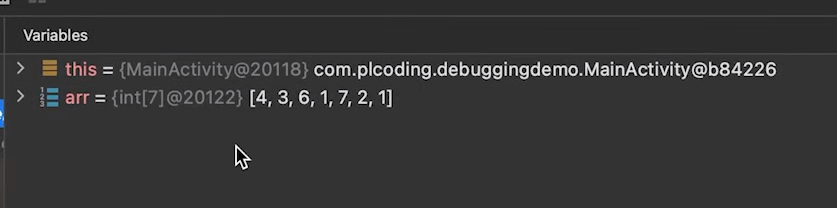 Variables
this = {MainActivity@20118} com.plcoding.debuggingdemo.MainActivity@b84226
arr = {int[7]@20122} [4, 3, 6, 1, 7, 2, 1]